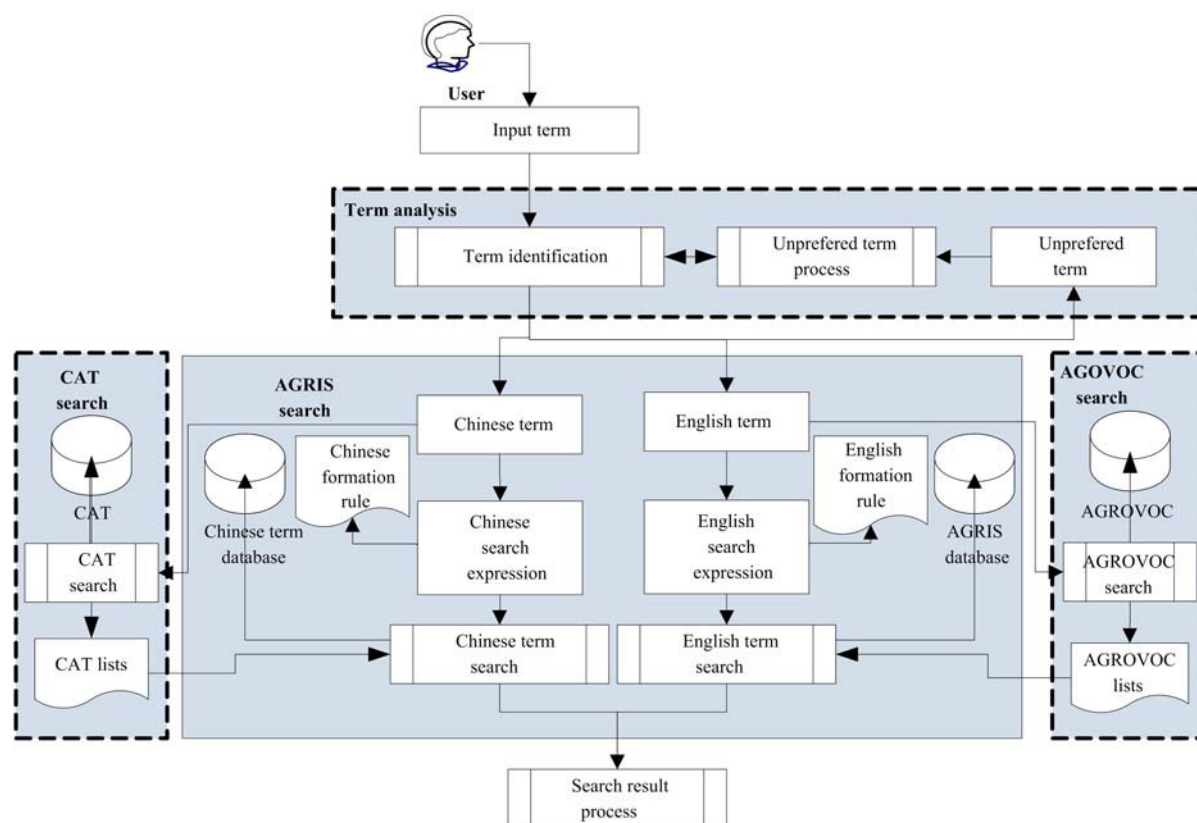 User
Input term
Term analysis
Term identification
Unprefered term
process
Unprefered
term
CAT
search
CAT
CAT
search
CAT lists
AGRIS
search
Chinese term
database
Chinese
formation
rule
Chinese term
Chinese
search
expression
Chinese term
search
English term
English
search
expression
English term
search
English
formation
rule
AGRIS
database
AGOVOC
search
AGROVOC
AGROVOC
search
AGROVOC
lists
Search result
process